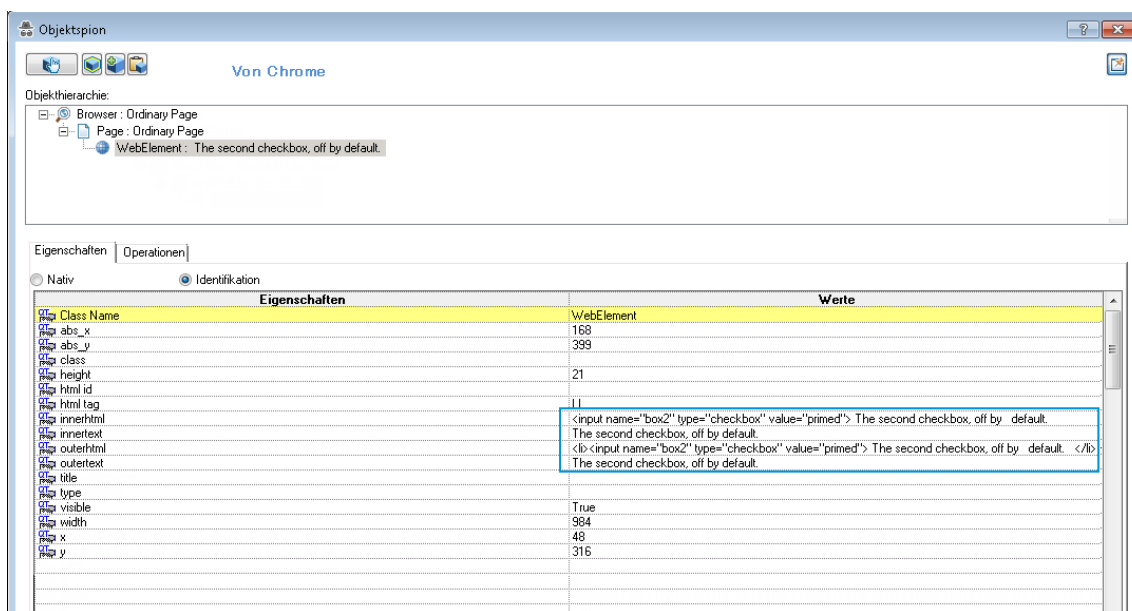 Objektspion
Von Chrome
Objekthierarchie:
Browser : Ordinary Page
Page : Ordinary Page
WebElement : The second checkbox, off by default.
Eigenschaften Operationen
Nativ Identifikation
Eigenschaften Werte
Class Name WebElement
abs_x 168
abs_y 399
class
height 21
html id
html tag LI
innerhtml <input name="box2" type="checkbox" value="primed"> The second checkbox, off by default.
innertext The second checkbox, off by default.
outerhtml <li><input name="box2" type="checkbox" value="primed"> The second checkbox, off by default. </li>
outertext The second checkbox, off by default.
title
type
visible True
width 984
x 48
y 316